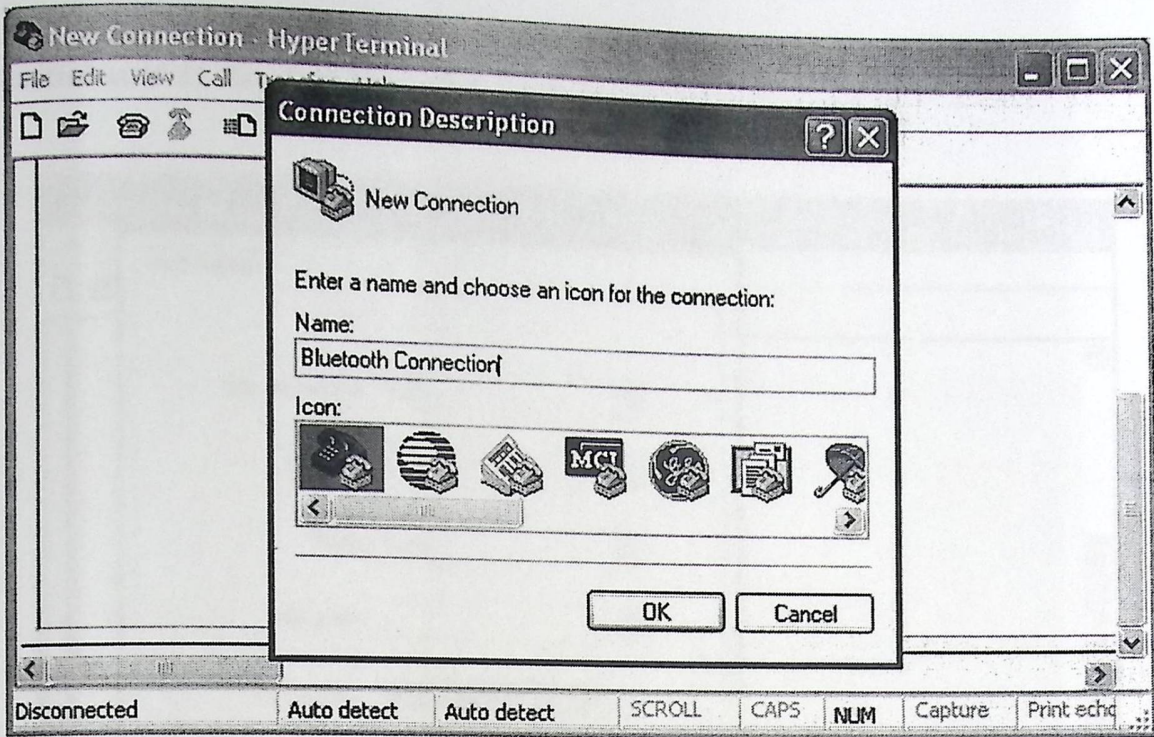 New Connection - HyperTerminal
File Edit View Call Transfer Help
Connection Description
New Connection
Enter a name and choose an icon for the connection:
Name:
Bluetooth Connection
Icon:
MCI
OK Cancel
Disconnected Auto detect Auto detect SCROLL CAPS NUM Capture Print echo